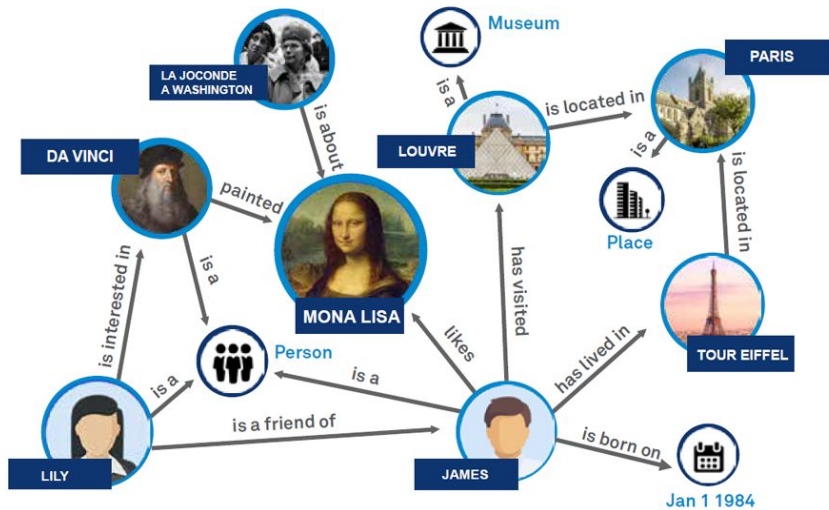 Museum
PARIS
LA JOCONDE
A WASHINGTON
is a
is located in
DA VINCI
is about
LOUVRE
is a
painted
is located in
Place
is a
has visited
MONA LISA
is interested in
Person
likes
has lived in
TOUR EIFFEL
is a
is a
is a friend of
is born on
LILY
JAMES
Jan 1 1984